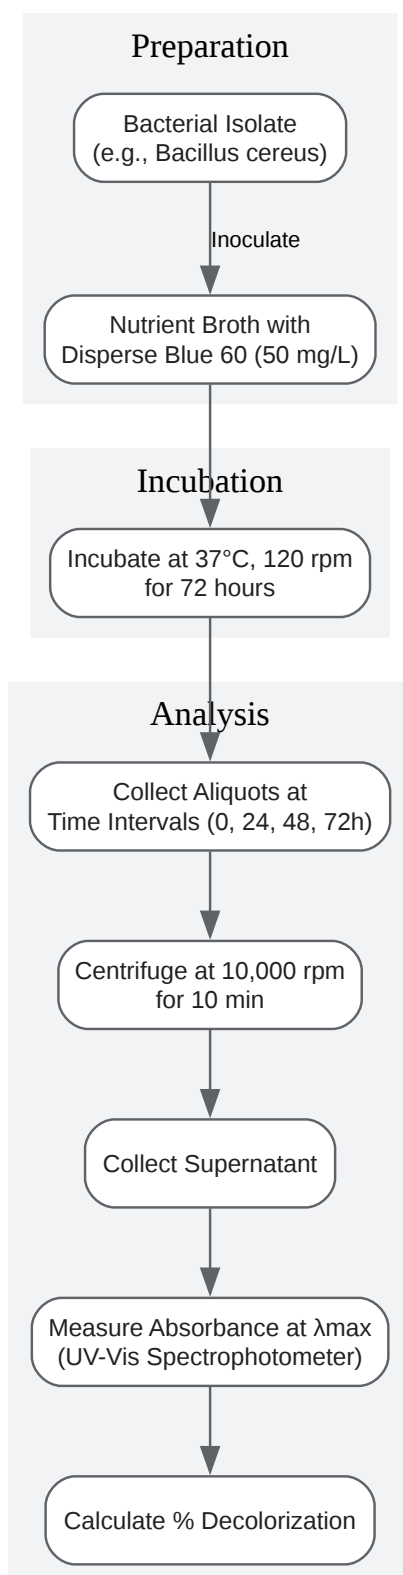 Preparation
Bacterial Isolate
(e.g., Bacillus cereus)
Inoculate
Nutrient Broth with
Disperse Blue 60 (50 mg/L)
Incubation
Incubate at 37°C, 120 rpm
for 72 hours
Analysis
Collect Aliquots at
Time Intervals (0, 24, 48, 72h)
Centrifuge at 10,000 rpm
for 10 min
Collect Supernatant
Measure Absorbance at λmax
(UV-Vis Spectrophotometer)
Calculate % Decolorization